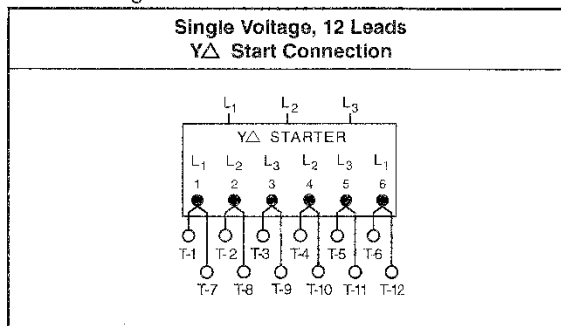 Single Voltage, 12 Leads
Y△ Start Connection
L₁ L₂ L₃
Y△ STARTER
L₁ L₂ L₃ L₂ L₃ L₁
1 2 3 4 5 6
T-1 T-2 T-3 T-4 T-5 T-6
T-7 T-8 T-9 T-10 T-11 T-12